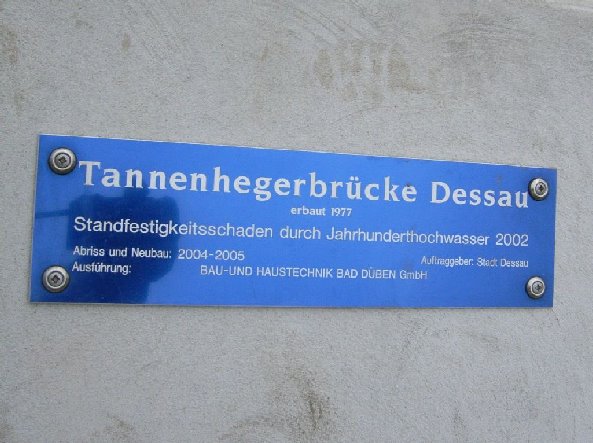 Tannenhegerbrücke Dessau
erbaut 1977
Standfestigkeitsschaden durch Jahrhunderthochwasser 2002
Abriss und Neubau: 2004-2005
Auftraggeber: Stadt Dessau
Ausführung: BAU-UND HAUSTECHNIK BAD DÜBEN GmbH